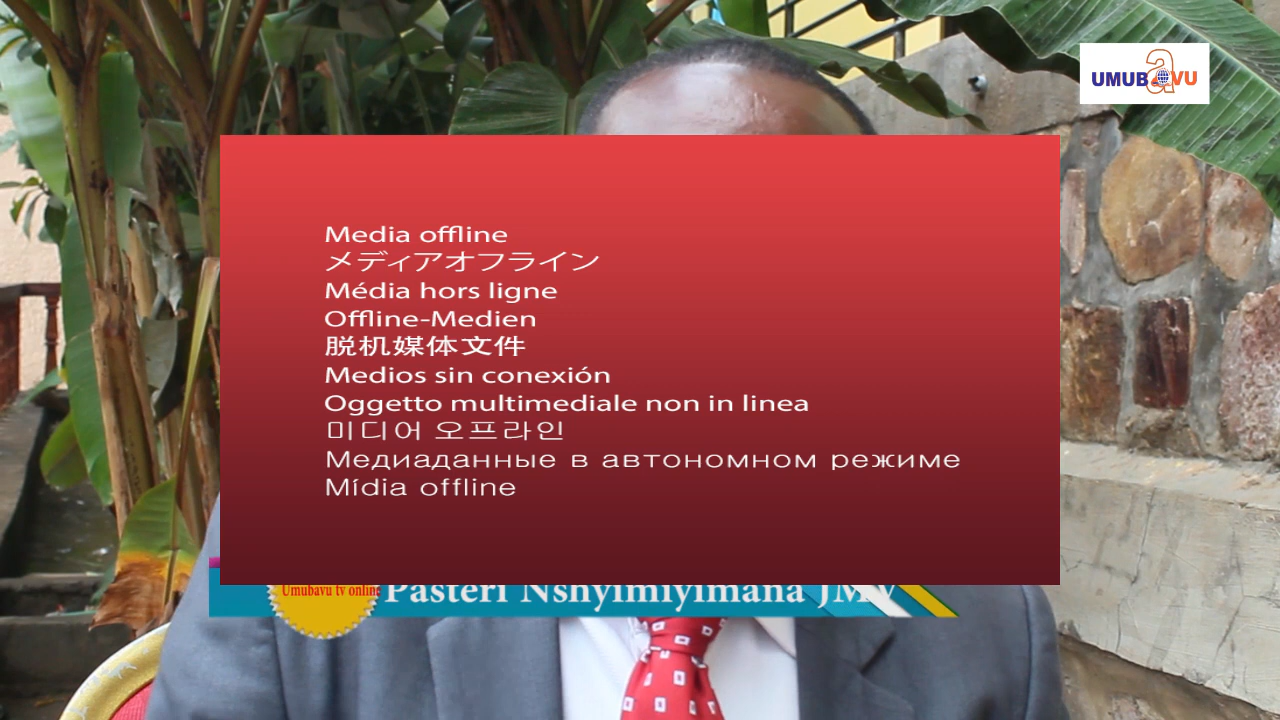 UMUBaVU
Media offline
メディアオフライン
Média hors ligne
Offline-Medien
脱机媒体文件
Medios sin conexión
Oggetto multimediale non in linea
미디어 오프라인
Медиаданные в автономном режиме
Mídia offline
Umubavu tv online
Pasteri Nshyimiyimana JMV